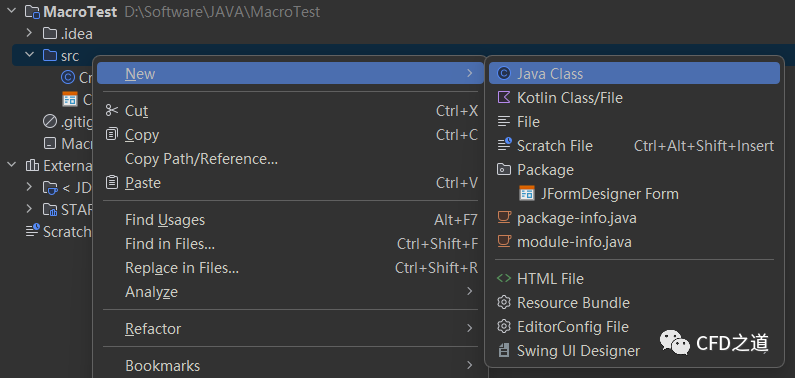 MacroTest D:\Software\JAVA\MacroTest
.idea
src
Cr
C
.gitig
Mac
Externa
< JD
STAF
Scratch
New
Cut Ctrl+X
Copy Ctrl+C
Copy Path/Reference...
Paste Ctrl+V
Find Usages Alt+F7
Find in Files... Ctrl+Shift+F
Replace in Files... Ctrl+Shift+R
Analyze
Refactor
Bookmarks
Java Class
Kotlin Class/File
File
Scratch File Ctrl+Alt+Shift+Insert
Package
JFormDesigner Form
package-info.java
module-info.java
HTML File
Resource Bundle
EditorConfig File
Swing UI Designer
CFD之道